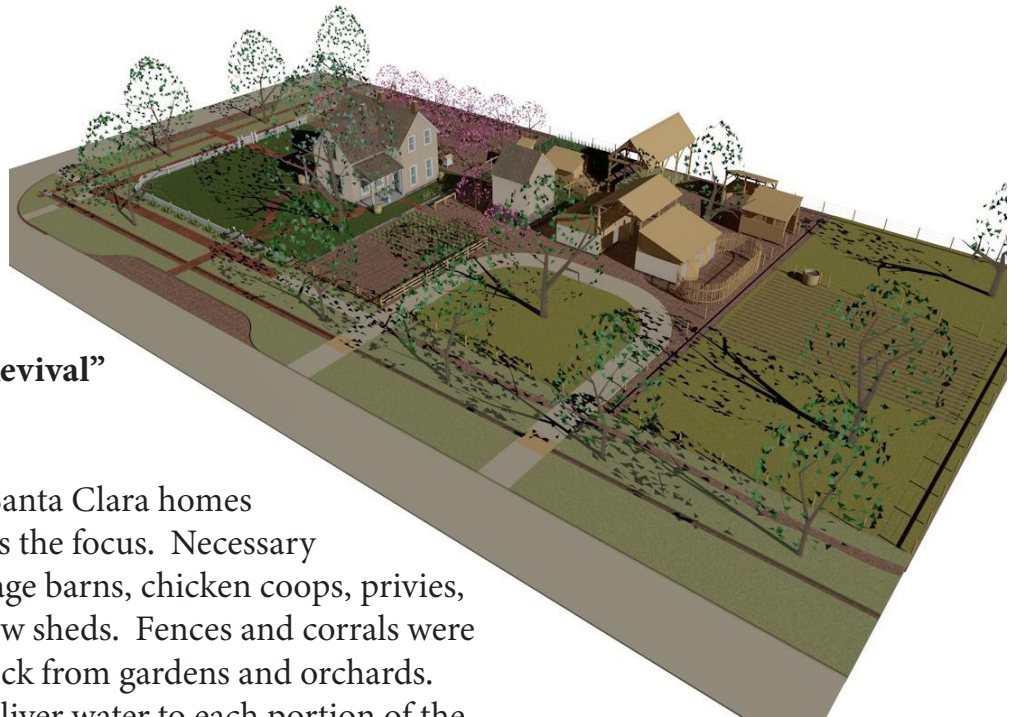 evival”
Santa Clara homes
s the focus. Necessary
age barns, chicken coops, privies,
w sheds. Fences and corrals were
ck from gardens and orchards.
liver water to each portion of the